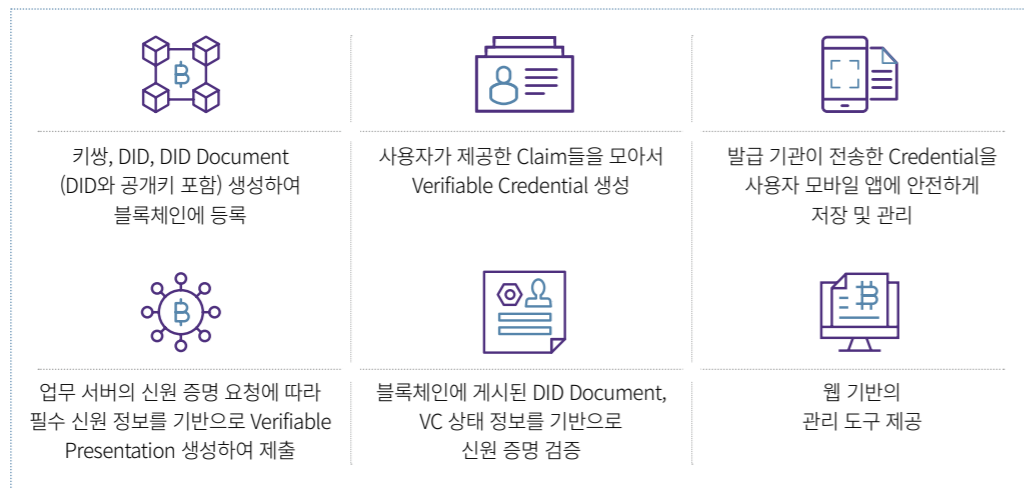 키쌍, DID, DID Document
(DID와 공개키 포함) 생성하여
블록체인에 등록
사용자가 제공한 Claim들을 모아서
Verifiable Credential 생성
발급 기관이 전송한 Credential을
사용자 모바일 앱에 안전하게
저장 및 관리
업무 서버의 신원 증명 요청에 따라
필수 신원 정보를 기반으로 Verifiable
Presentation 생성하여 제출
블록체인에 게시된 DID Document,
VC 상태 정보를 기반으로
신원 증명 검증
웹 기반의
관리 도구 제공